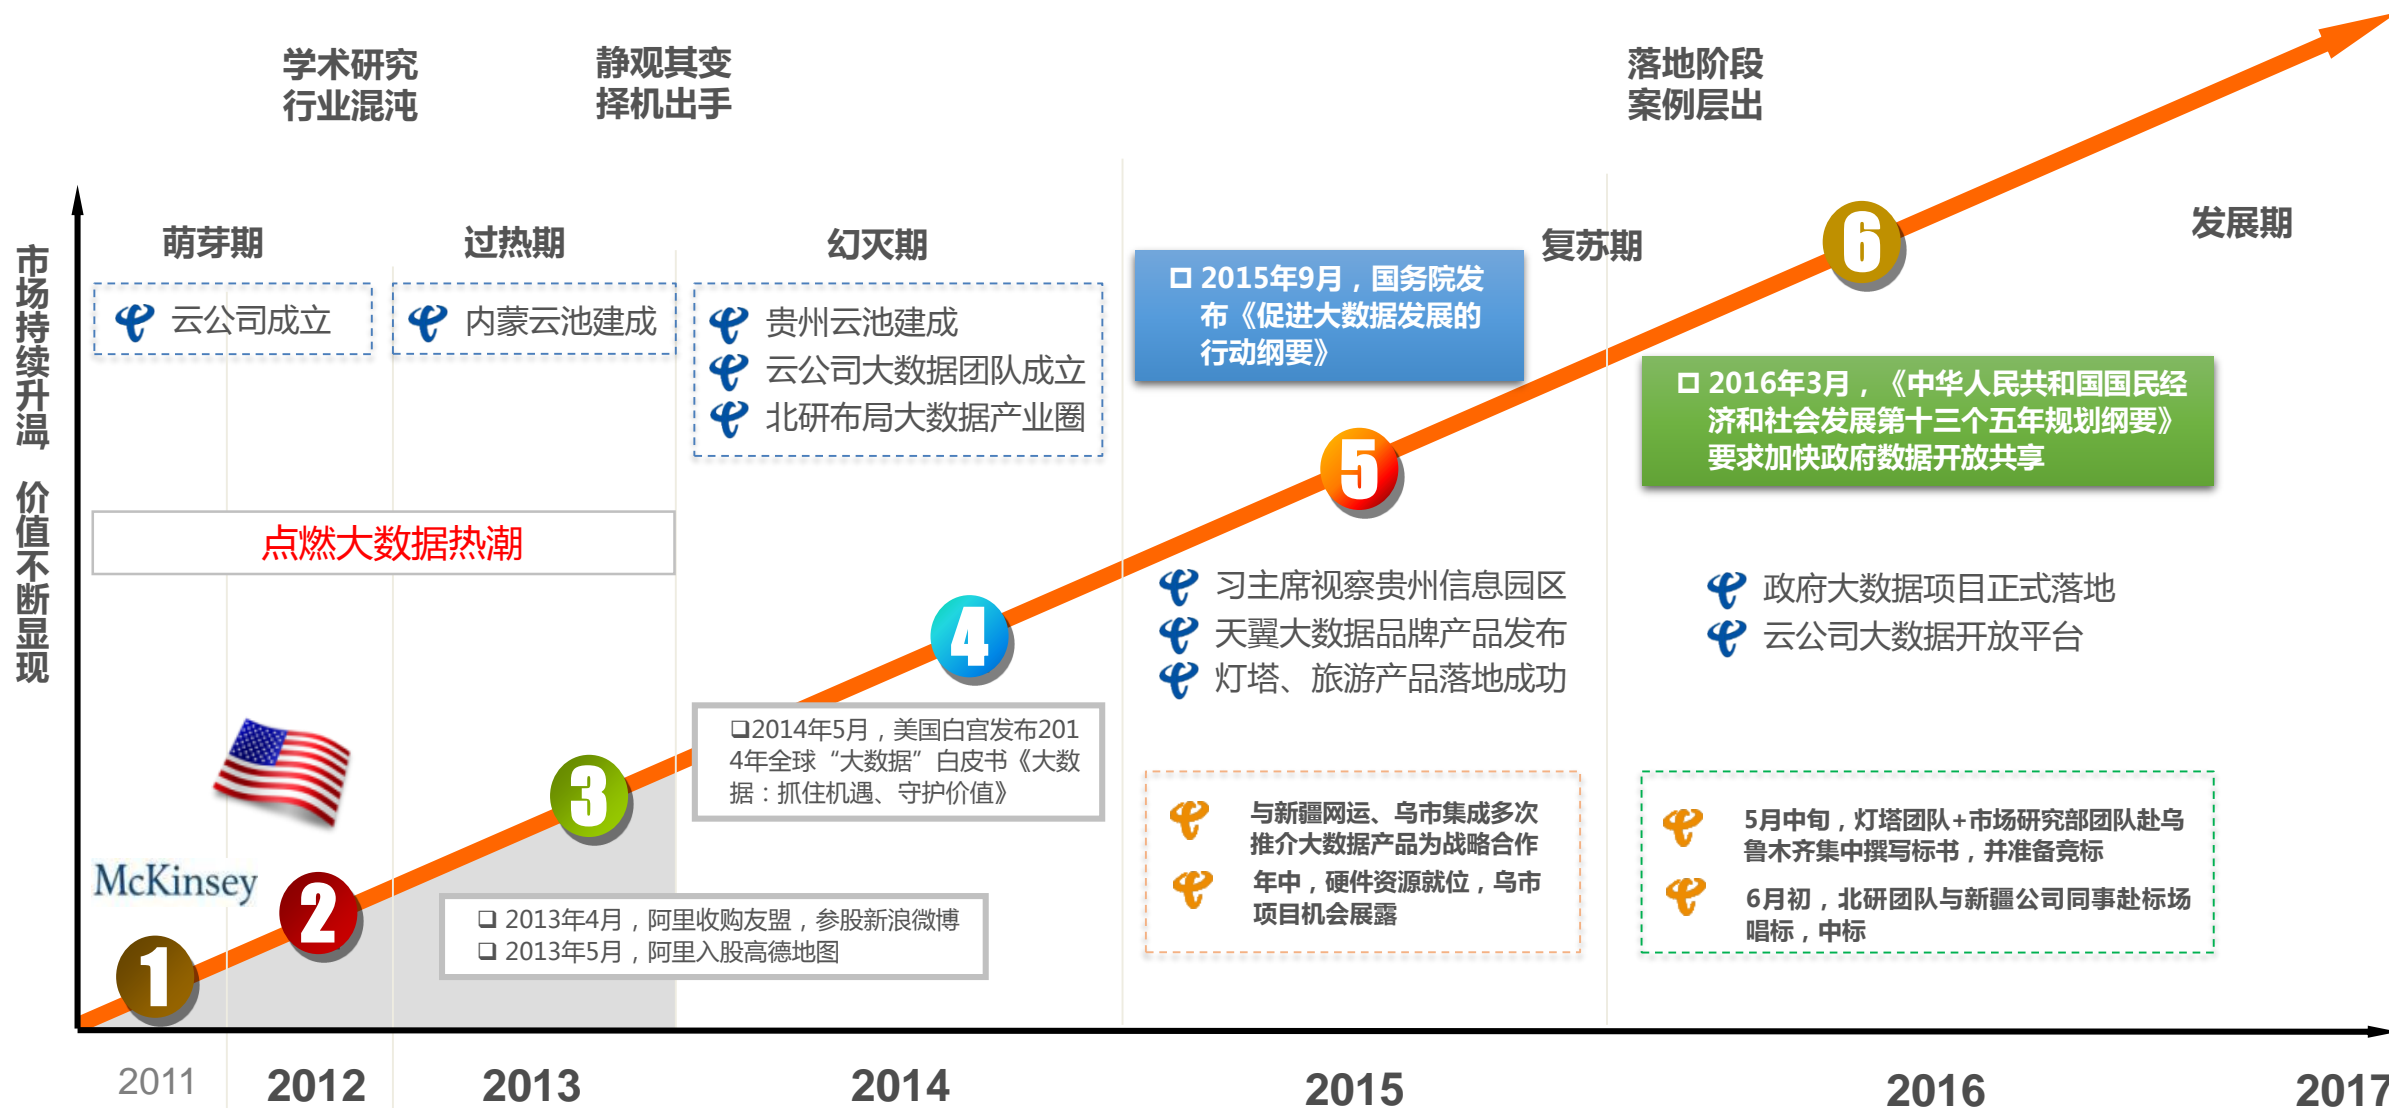 学术研究
行业混沌
静观其变
择机出手
落地阶段
案例层出
市场持续升温 价值不断显现
萌芽期
过热期
幻灭期
复苏期
发展期
云公司成立
内蒙云池建成
贵州云池建成
云公司大数据团队成立
北研布局大数据产业圈
2015年9月，国务院发
布《促进大数据发展的
行动纲要》
6
2016年3月，《中华人民共和国国民经
济和社会发展第十三个五年规划纲要》
要求加快政府数据开放共享
5
点燃大数据热潮
习主席视察贵州信息园区
天翼大数据品牌产品发布
灯塔、旅游产品落地成功
政府大数据项目正式落地
云公司大数据开放平台
4
2014年5月，美国白宫发布201
4年全球“大数据”白皮书《大数
据：抓住机遇、守护价值》
3
与新疆网运、乌市集成多次
推介大数据产品为战略合作
年中，硬件资源就位，乌市
项目机会展露
5月中旬，灯塔团队+市场研究部团队赴乌
鲁木齐集中撰写标书，并准备竞标
6月初，北研团队与新疆公司同事赴标场
唱标，中标
McKinsey
2
2013年4月，阿里收购友盟，参股新浪微博
2013年5月，阿里入股高德地图
1
2011
2012
2013
2014
2015
2016
2017